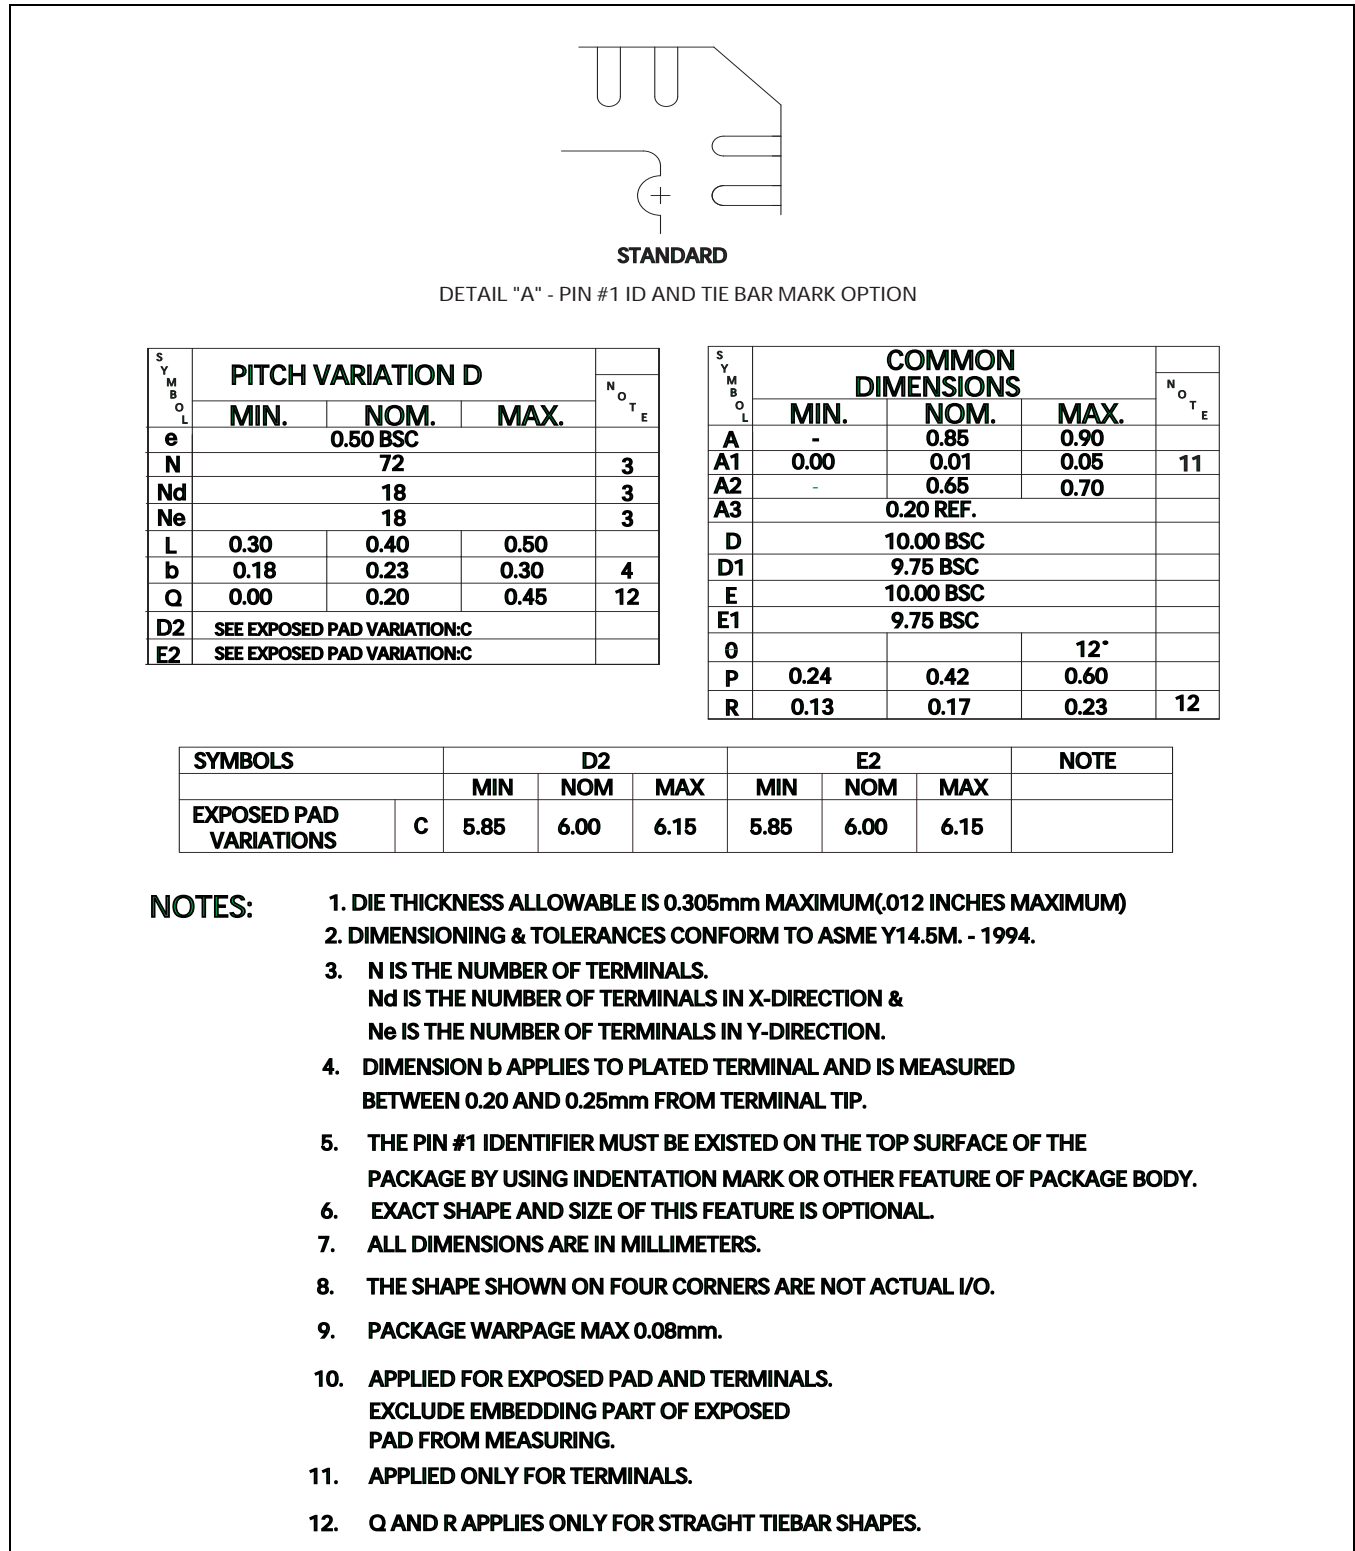 STANDARD
DETAIL "A" - PIN #1 ID AND TIE BAR MARK OPTION
SYMBOL PITCH VARIATION D NOTE
MIN. NOM. MAX.
e 0.50 BSC
N 72 3
Nd 18 3
Ne 18 3
L 0.30 0.40 0.50
b 0.18 0.23 0.30 4
Q 0.00 0.20 0.45 12
D2 SEE EXPOSED PAD VARIATION:C
E2 SEE EXPOSED PAD VARIATION:C
SYMBOL COMMON NOTE
DIMENSIONS
MIN. NOM. MAX.
A - 0.85 0.90
A1 0.00 0.01 0.05 11
A2 - 0.65 0.70
A3 0.20 REF.
D 10.00 BSC
D1 9.75 BSC
E 10.00 BSC
E1 9.75 BSC
θ 12°
P 0.24 0.42 0.60
R 0.13 0.17 0.23 12
SYMBOLS D2 E2 NOTE
MIN NOM MAX MIN NOM MAX
EXPOSED PAD
VARIATIONS C 5.85 6.00 6.15 5.85 6.00 6.15
NOTES: 1. DIE THICKNESS ALLOWABLE IS 0.305mm MAXIMUM(.012 INCHES MAXIMUM)
2. DIMENSIONING & TOLERANCES CONFORM TO ASME Y14.5M. - 1994.
3. N IS THE NUMBER OF TERMINALS.
Nd IS THE NUMBER OF TERMINALS IN X-DIRECTION &
Ne IS THE NUMBER OF TERMINALS IN Y-DIRECTION.
4. DIMENSION b APPLIES TO PLATED TERMINAL AND IS MEASURED
BETWEEN 0.20 AND 0.25mm FROM TERMINAL TIP.
5. THE PIN #1 IDENTIFIER MUST BE EXISTED ON THE TOP SURFACE OF THE
PACKAGE BY USING INDENTATION MARK OR OTHER FEATURE OF PACKAGE BODY.
6. EXACT SHAPE AND SIZE OF THIS FEATURE IS OPTIONAL.
7. ALL DIMENSIONS ARE IN MILLIMETERS.
8. THE SHAPE SHOWN ON FOUR CORNERS ARE NOT ACTUAL I/O.
9. PACKAGE WARPAGE MAX 0.08mm.
10. APPLIED FOR EXPOSED PAD AND TERMINALS.
EXCLUDE EMBEDDING PART OF EXPOSED
PAD FROM MEASURING.
11. APPLIED ONLY FOR TERMINALS.
12. Q AND R APPLIES ONLY FOR STRAGHT TIEBAR SHAPES.